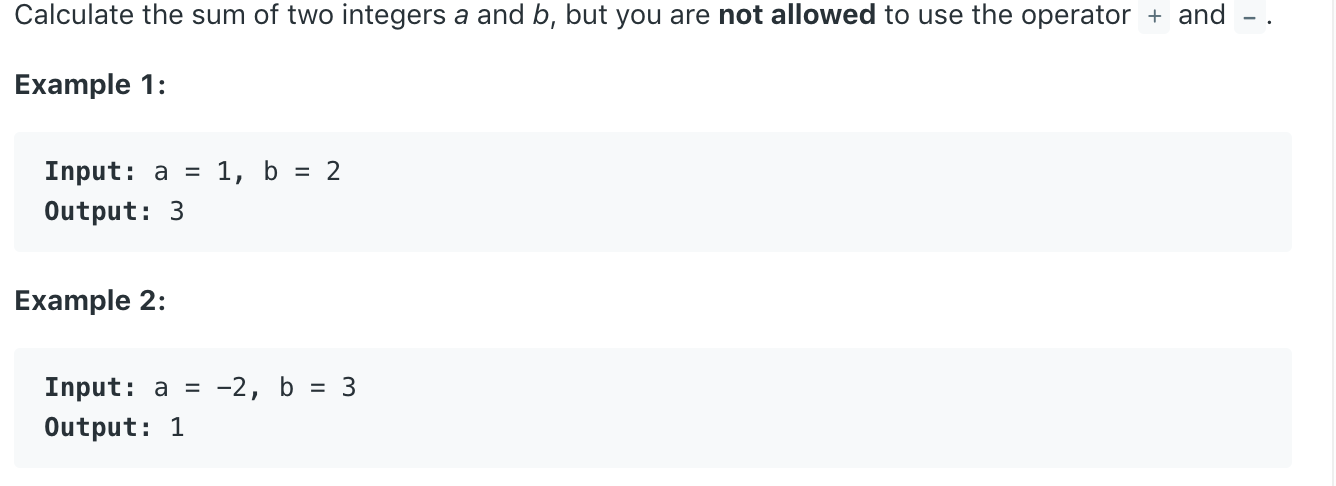 Calculate the sum of two integers a and b, but you are not allowed to use the operator + and - .
Example 1:
Input: a = 1, b = 2
Output: 3
Example 2:
Input: a = -2, b = 3
Output: 1